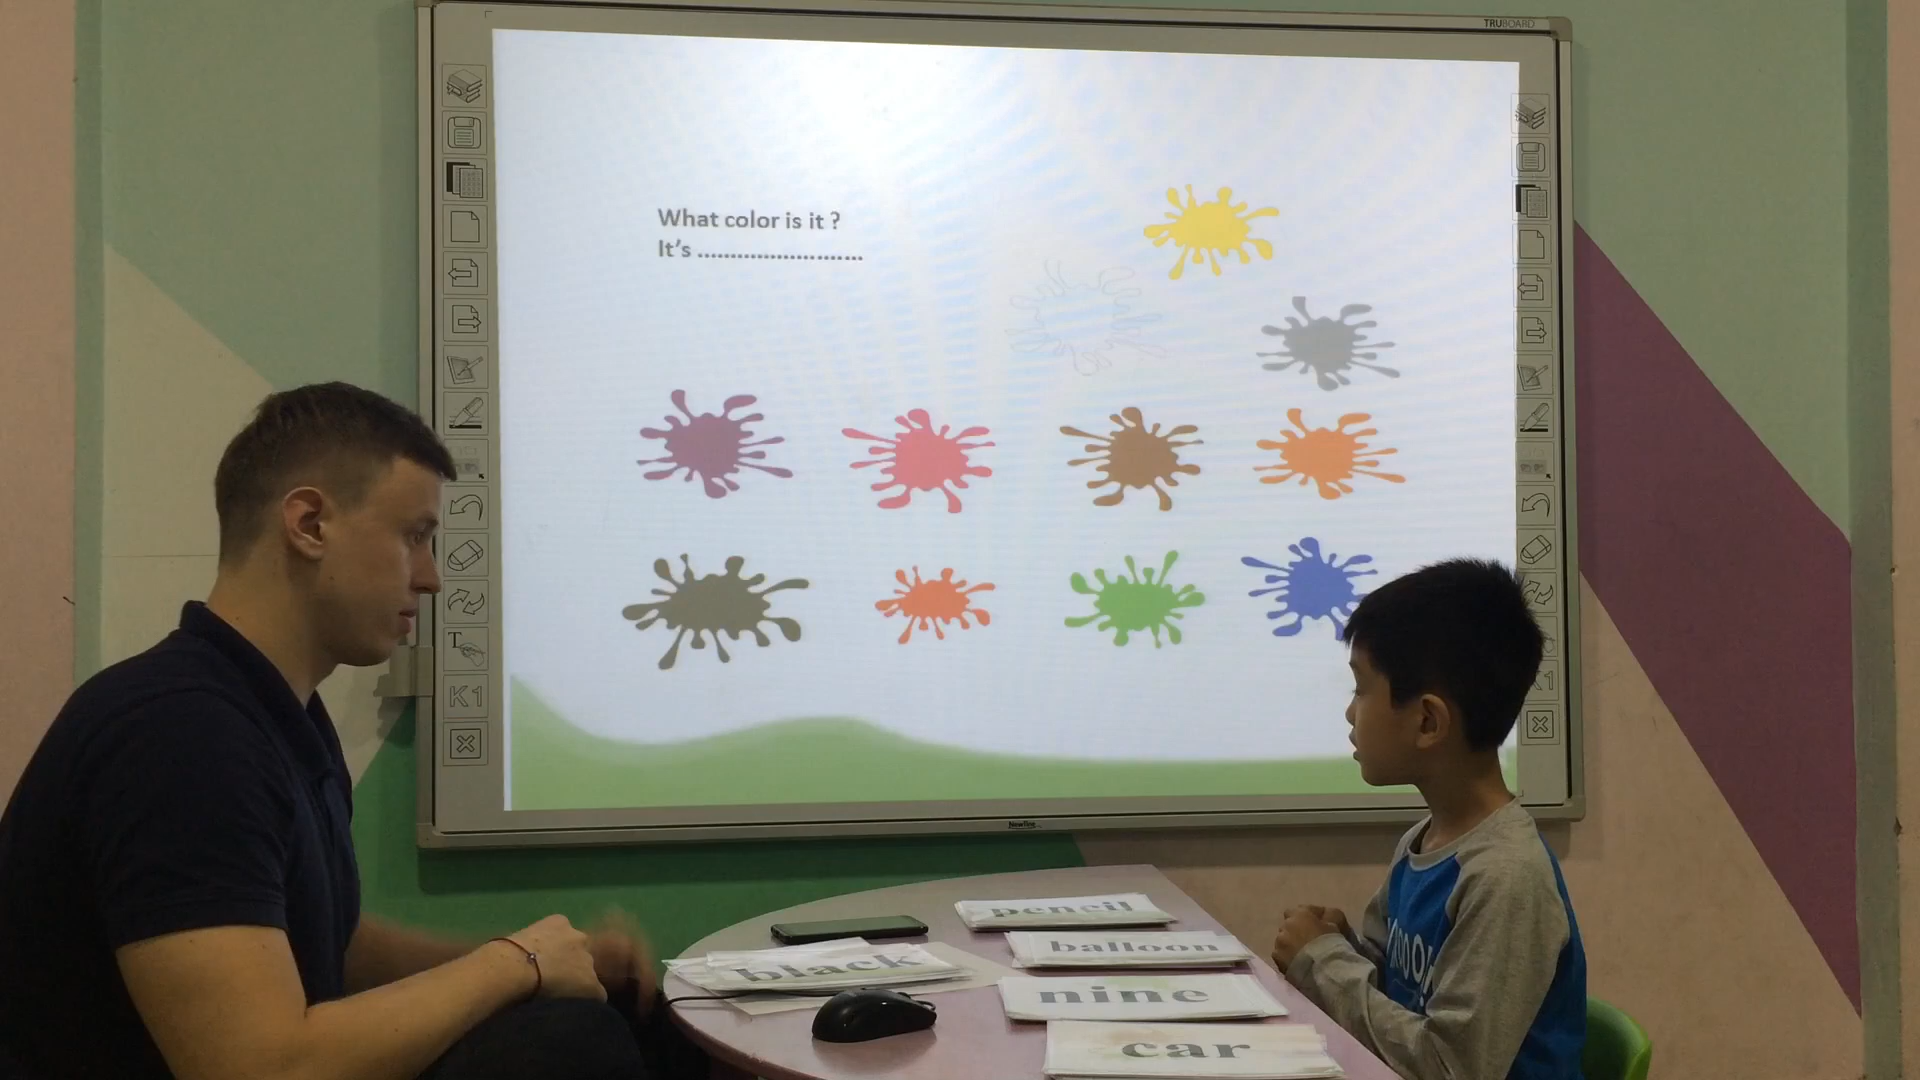 TRUBOARD
What color is it ?
It's ..........................
T
K1
pencil
balloon
black
nine
car